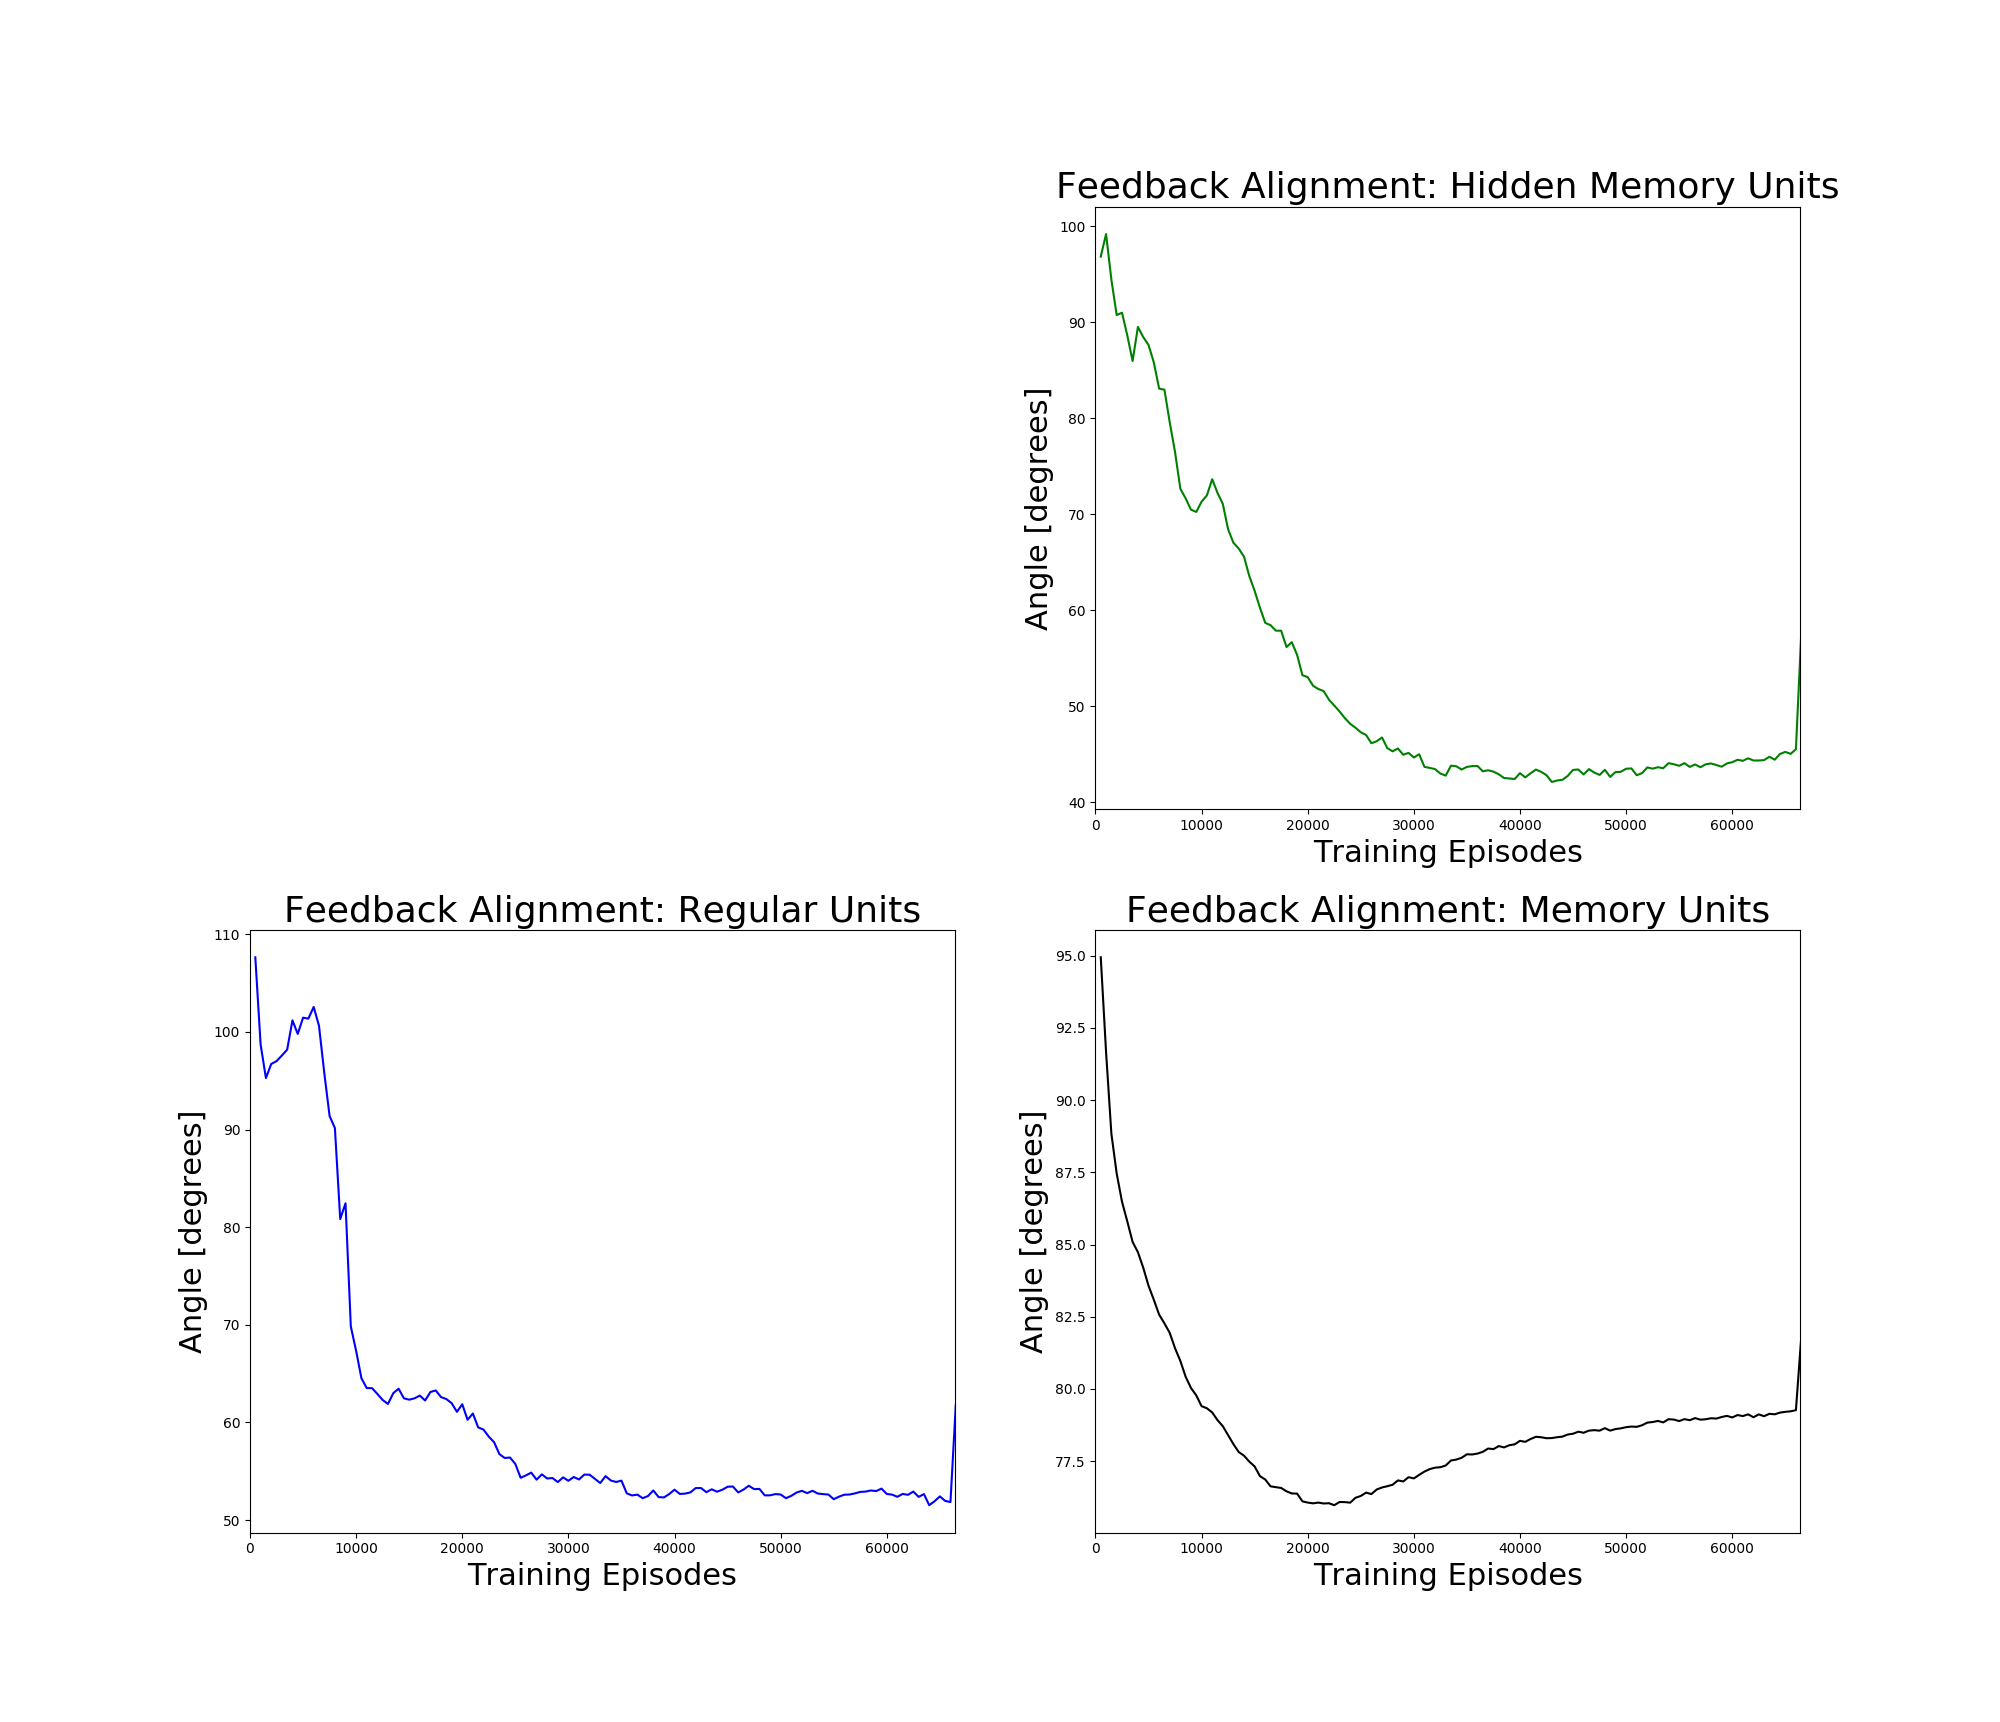 Feedback Alignment: Hidden Memory Units
100
90
80
70
60
50
40
Angle [degrees]
0 10000 20000 30000 40000 50000 60000
Training Episodes
Feedback Alignment: Regular Units
110
100
90
80
70
60
50
Angle [degrees]
0 10000 20000 30000 40000 50000 60000
Training Episodes
Feedback Alignment: Memory Units
95.0
92.5
90.0
87.5
85.0
82.5
80.0
77.5
Angle [degrees]
0 10000 20000 30000 40000 50000 60000
Training Episodes